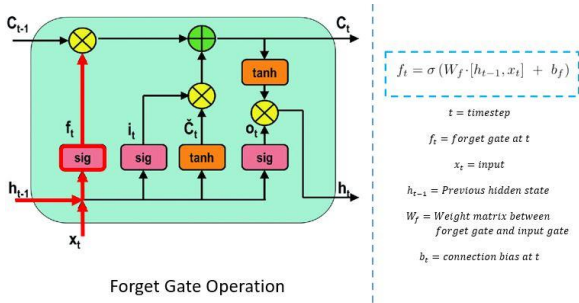 C_{t-1}
C_t
tanh
f_t
i_t
Č_t
o_t
sig
sig
tanh
sig
h_{t-1}
h_t
x_t
Forget Gate Operation
f_t = σ (W_f · [h_{t-1}, x_t] + b_f)
t = timestep
f_t = forget gate at t
x_t = input
h_{t-1} = Previous hidden state
W_f = Weight matrix between
forget gate and input gate
b_t = connection bias at t